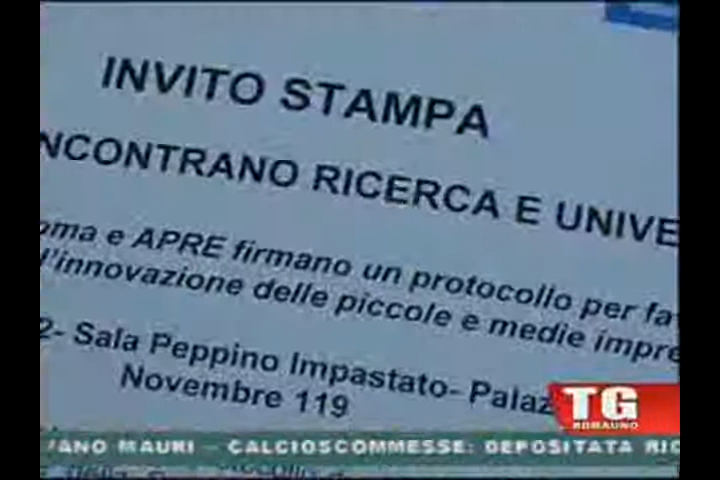 INVITO STAMPA
NCONTRANO RICERCA E UNIVE
oma e APRE firmano un protocollo per fa
l'innovazione delle piccole e medie impre
2- Sala Peppino Impastato- Palaz
Novembre 119
TG
ROMAUNO
VANO MAURI - CALCIOSCOMMESSE: DEPOSITATA RIC